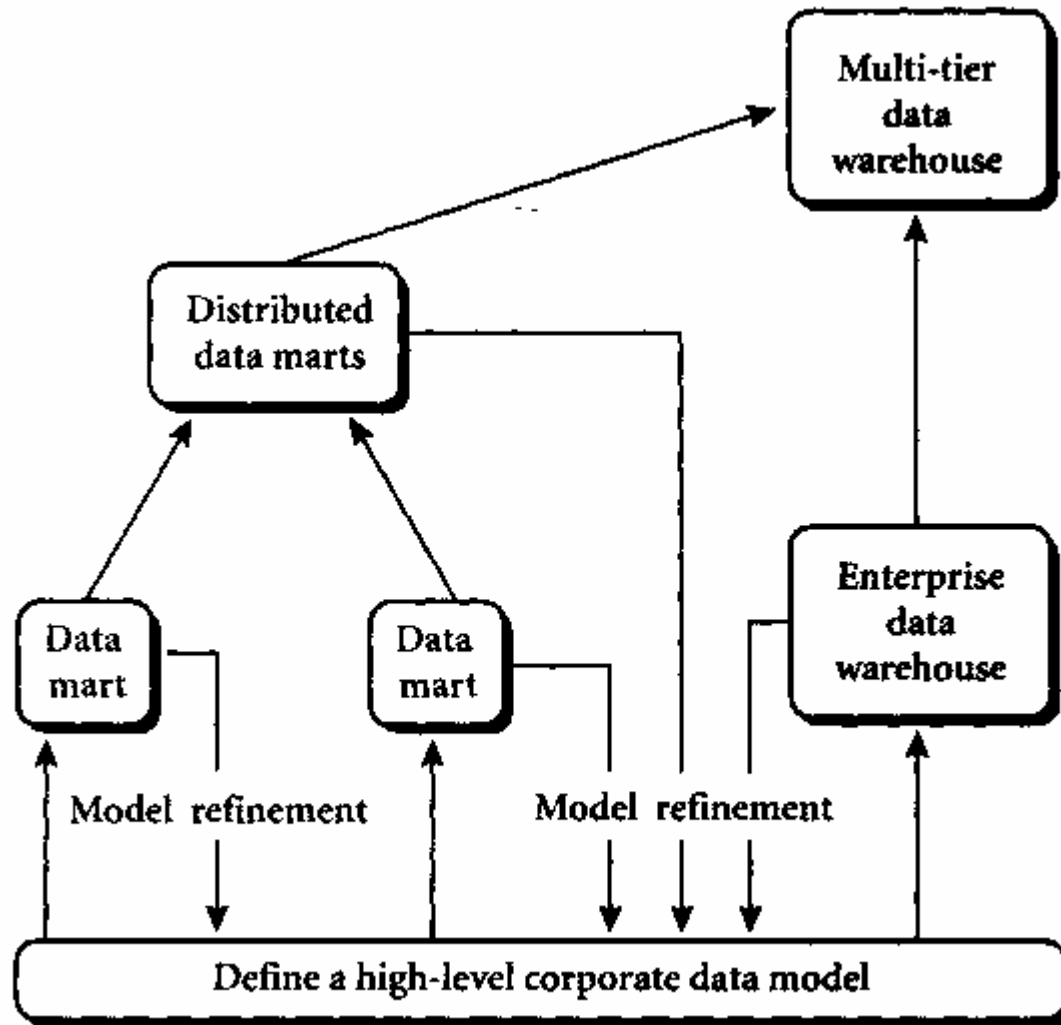 Multi-tier
data
warehouse
Distributed
data marts
Data
mart
Data
mart
Enterprise
data
warehouse
Model refinement
Model refinement
Define a high-level corporate data model